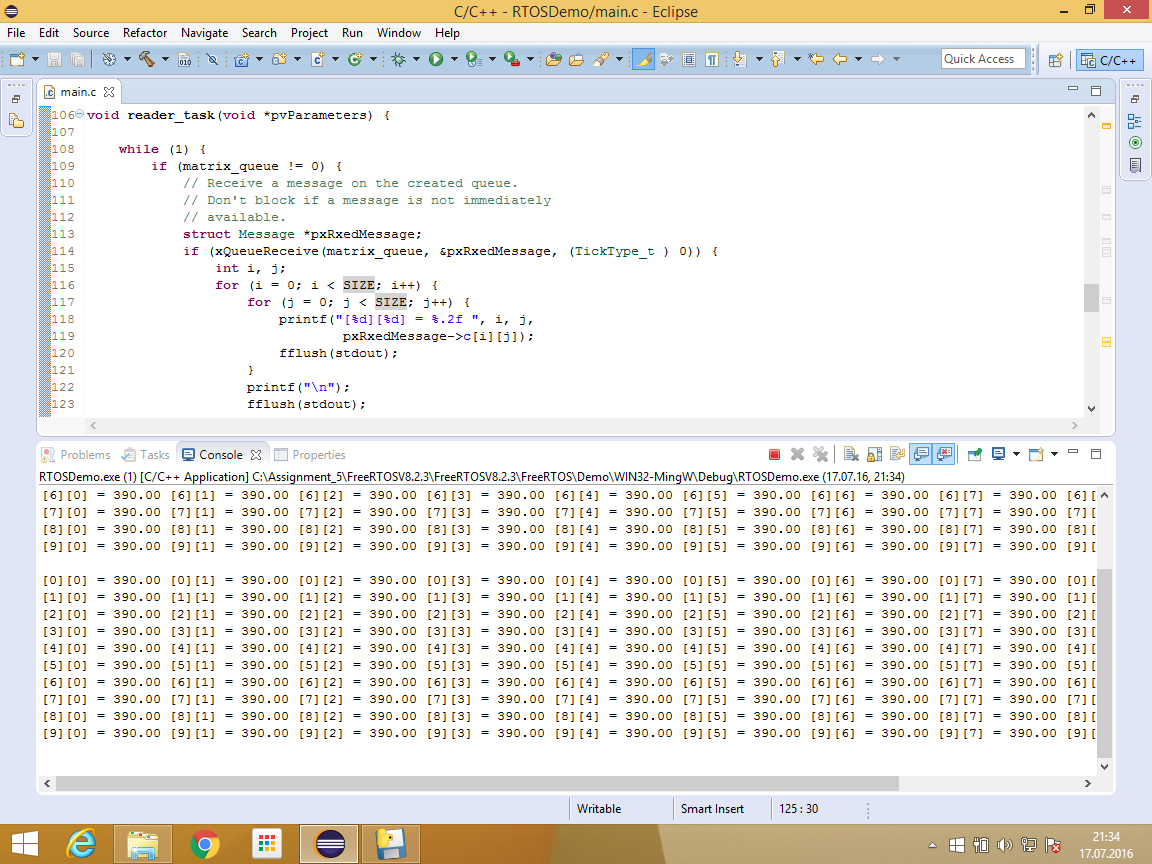 C/C++ - RTOSDemo/main.c - Eclipse
File Edit Source Refactor Navigate Search Project Run Window Help
Quick Access
C/C++
main.c
106 void reader_task(void *pvParameters) {
107
108 while (1) {
109 if (matrix_queue != 0) {
110 // Receive a message on the created queue.
111 // Don't block if a message is not immediately
112 // available.
113 struct Message *pxRxedMessage;
114 if (xQueueReceive(matrix_queue, &pxRxedMessage, (TickType_t ) 0)) {
115 int i, j;
116 for (i = 0; i < SIZE; i++) {
117 for (j = 0; j < SIZE; j++) {
118 printf("[%d][%d] = %.2f ", i, j,
119 pxRxedMessage->c[i][j]);
120 fflush(stdout);
121 }
122 printf("\n");
123 fflush(stdout);
Problems Tasks Console Properties
RTOSDemo.exe (1) [C/C++ Application] C:\Assignment_5\FreeRTOSV8.2.3\FreeRTOSV8.2.3\FreeRTOS\Demo\WIN32-MingW\Debug\RTOSDemo.exe (17.07.16, 21:34)
[6][0] = 390.00 [6][1] = 390.00 [6][2] = 390.00 [6][3] = 390.00 [6][4] = 390.00 [6][5] = 390.00 [6][6] = 390.00 [6][7] = 390.00 [6][
[7][0] = 390.00 [7][1] = 390.00 [7][2] = 390.00 [7][3] = 390.00 [7][4] = 390.00 [7][5] = 390.00 [7][6] = 390.00 [7][7] = 390.00 [7][
[8][0] = 390.00 [8][1] = 390.00 [8][2] = 390.00 [8][3] = 390.00 [8][4] = 390.00 [8][5] = 390.00 [8][6] = 390.00 [8][7] = 390.00 [8][
[9][0] = 390.00 [9][1] = 390.00 [9][2] = 390.00 [9][3] = 390.00 [9][4] = 390.00 [9][5] = 390.00 [9][6] = 390.00 [9][7] = 390.00 [9][
[0][0] = 390.00 [0][1] = 390.00 [0][2] = 390.00 [0][3] = 390.00 [0][4] = 390.00 [0][5] = 390.00 [0][6] = 390.00 [0][7] = 390.00 [0][
[1][0] = 390.00 [1][1] = 390.00 [1][2] = 390.00 [1][3] = 390.00 [1][4] = 390.00 [1][5] = 390.00 [1][6] = 390.00 [1][7] = 390.00 [1][
[2][0] = 390.00 [2][1] = 390.00 [2][2] = 390.00 [2][3] = 390.00 [2][4] = 390.00 [2][5] = 390.00 [2][6] = 390.00 [2][7] = 390.00 [2][
[3][0] = 390.00 [3][1] = 390.00 [3][2] = 390.00 [3][3] = 390.00 [3][4] = 390.00 [3][5] = 390.00 [3][6] = 390.00 [3][7] = 390.00 [3][
[4][0] = 390.00 [4][1] = 390.00 [4][2] = 390.00 [4][3] = 390.00 [4][4] = 390.00 [4][5] = 390.00 [4][6] = 390.00 [4][7] = 390.00 [4][
[5][0] = 390.00 [5][1] = 390.00 [5][2] = 390.00 [5][3] = 390.00 [5][4] = 390.00 [5][5] = 390.00 [5][6] = 390.00 [5][7] = 390.00 [5][
[6][0] = 390.00 [6][1] = 390.00 [6][2] = 390.00 [6][3] = 390.00 [6][4] = 390.00 [6][5] = 390.00 [6][6] = 390.00 [6][7] = 390.00 [6][
[7][0] = 390.00 [7][1] = 390.00 [7][2] = 390.00 [7][3] = 390.00 [7][4] = 390.00 [7][5] = 390.00 [7][6] = 390.00 [7][7] = 390.00 [7][
[8][0] = 390.00 [8][1] = 390.00 [8][2] = 390.00 [8][3] = 390.00 [8][4] = 390.00 [8][5] = 390.00 [8][6] = 390.00 [8][7] = 390.00 [8][
[9][0] = 390.00 [9][1] = 390.00 [9][2] = 390.00 [9][3] = 390.00 [9][4] = 390.00 [9][5] = 390.00 [9][6] = 390.00 [9][7] = 390.00 [9][
Writable Smart Insert 125 : 30
21:34
17.07.2016